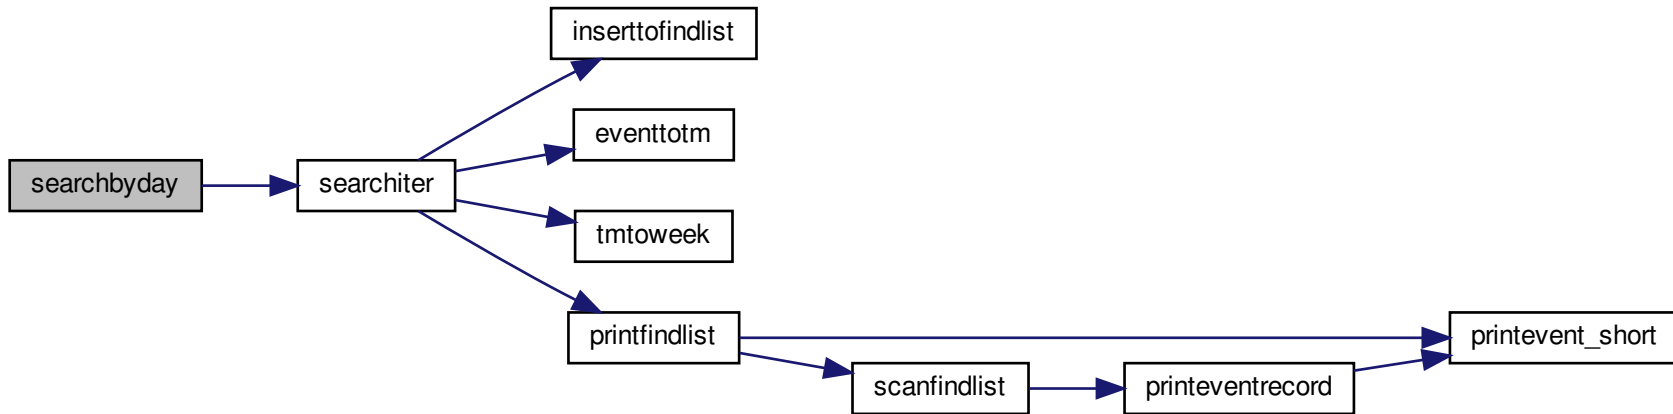 inserttofindlist
eventtotm
searchbyday
searchiter
tmtoweek
printfindlist
printevent_short
scanfindlist
printeventrecord